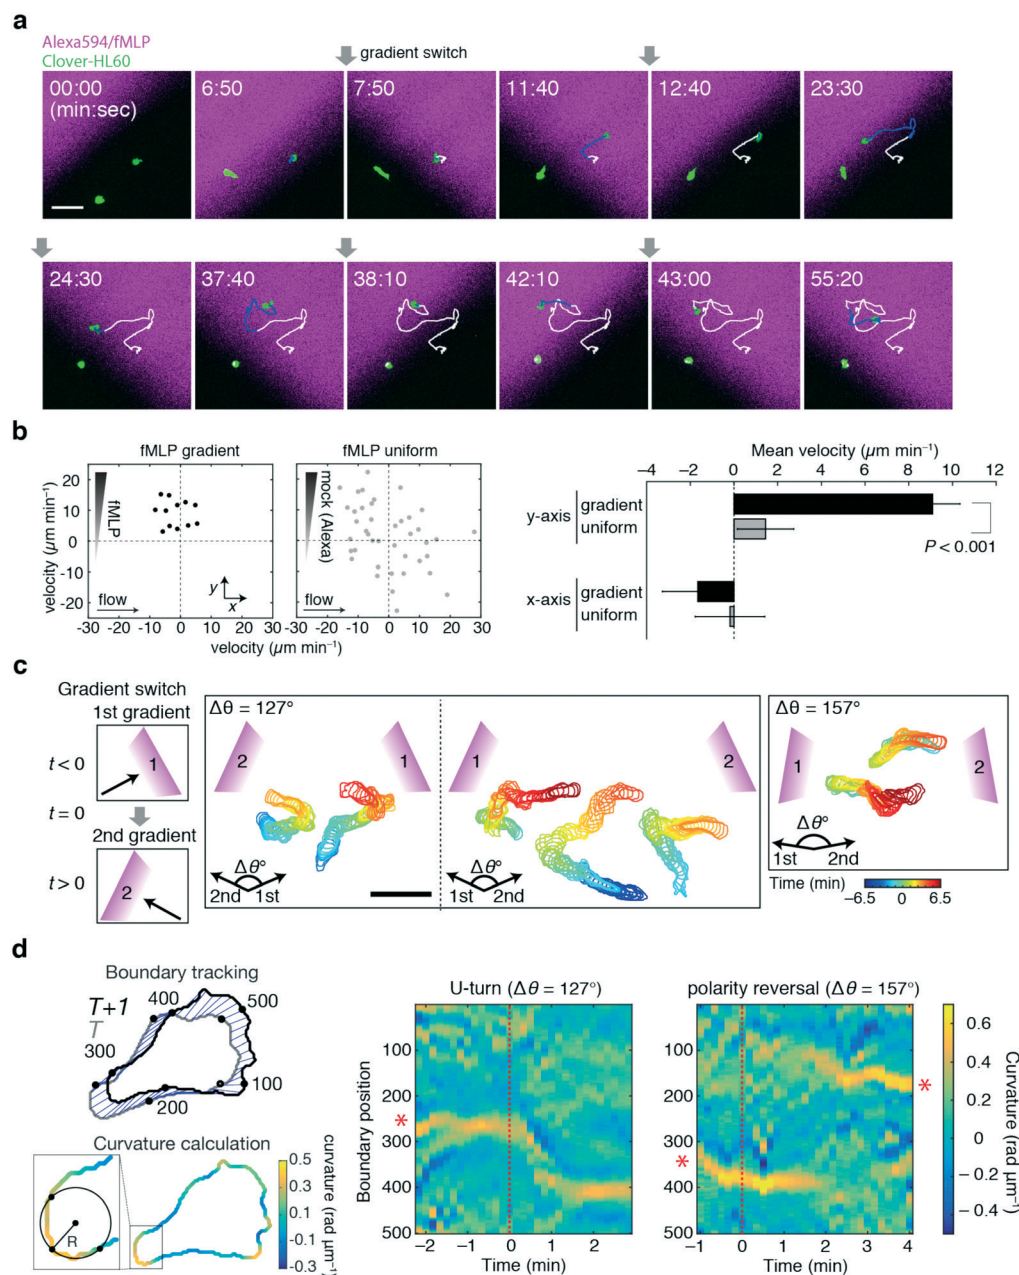 a
Alexa594/fMLP
Clover-HL60
gradient switch
00:00
(min:sec)
6:50
7:50
11:40
12:40
23:30
24:30
37:40
38:10
42:10
43:00
55:20
b
fMLP gradient
fMLP uniform
velocity (µm min⁻¹)
20
10
0
-10
-20
fMLP
flow
y
x
-30 -20 -10 0 10 20 30
mock (Alexa)
flow
-30 -20 -10 0 10 20 30
velocity (µm min⁻¹)
Mean velocity (µm min⁻¹)
−4 −2 0 2 4 6 8 10 12
y-axis
gradient
uniform
P < 0.001
x-axis
gradient
uniform
c
Gradient switch
1st gradient
t < 0
1
t = 0
2nd gradient
t > 0
2
Δθ = 127°
2
1
Δθ°
2nd 1st
1
2
Δθ°
1st 2nd
Δθ = 157°
1
2
Δθ°
1st 2nd
Time (min)
−6.5 0 6.5
d
Boundary tracking
T+1
T
400
500
300
200
100
Curvature calculation
R
curvature (rad µm⁻¹)
0.5
0.3
0.1
-0.1
-0.3
U-turn (Δθ = 127°)
Boundary position
100
200
*
300
400
500
−2 −1 0 1 2
Time (min)
polarity reversal (Δθ = 157°)
100
200
*
300
*
400
500
−1 0 1 2 3 4
Time (min)
0.6
0.4
0.2
0
− 0.2
− 0.4
Curvature (rad µm⁻¹)